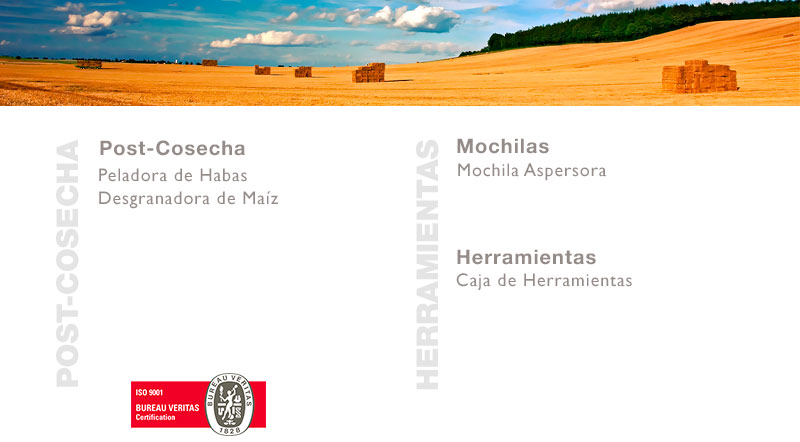 POST-COSECHA
Post-Cosecha
Peladora de Habas
Desgranadora de Maíz
HERRAMIENTAS
Mochilas
Mochila Aspersora
Herramientas
Caja de Herramientas
ISO 9001
BUREAU VERITAS
Certification
BUREAU VERITAS
1828